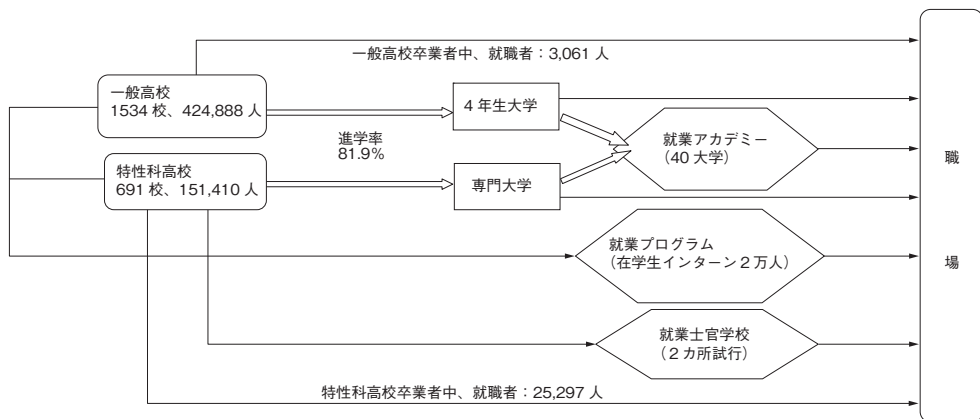 一般高校卒業者中、就職者：3,061 人
一般高校
1534 校、424,888 人
4 年生大学
進学率
81.9%
就業アカデミー
（40 大学）
職
特性科高校
691 校、151,410 人
専門大学
就業プログラム
（在学生インターン 2 万人）
場
就業士官学校
（2 カ所試行）
特性科高校卒業者中、就職者：25,297 人